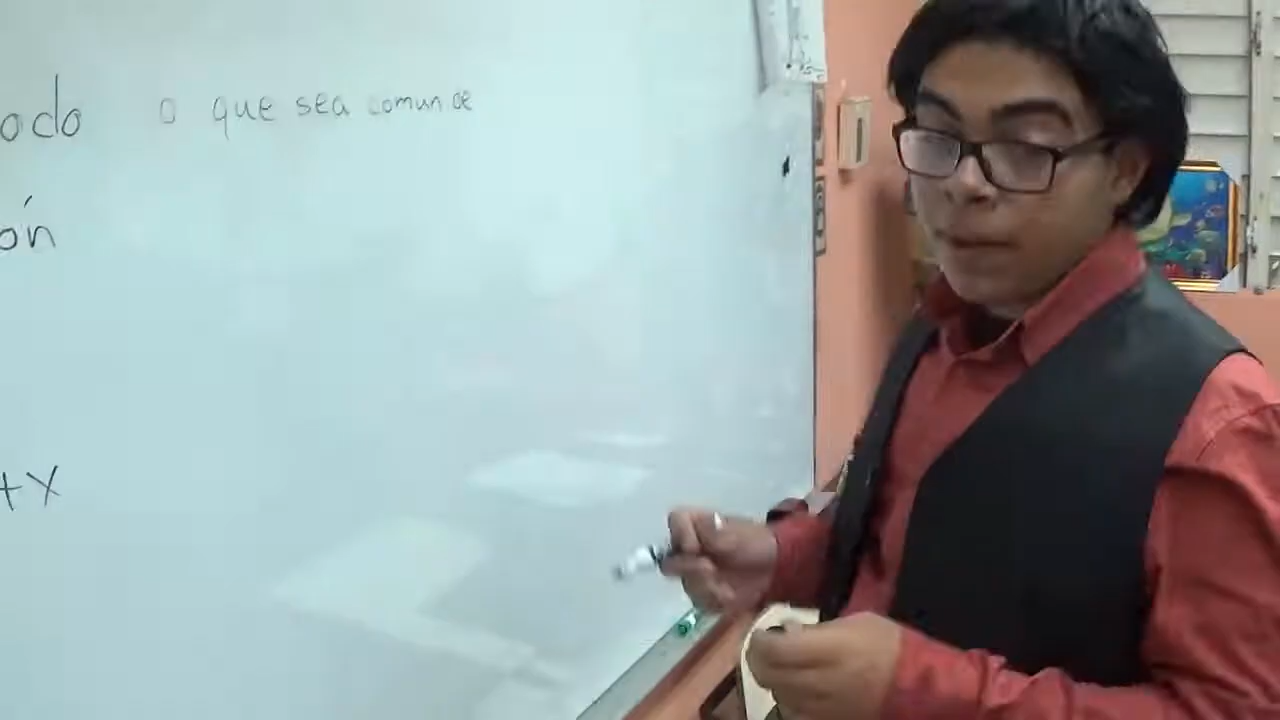 odo o que sea comun de
ón
+x